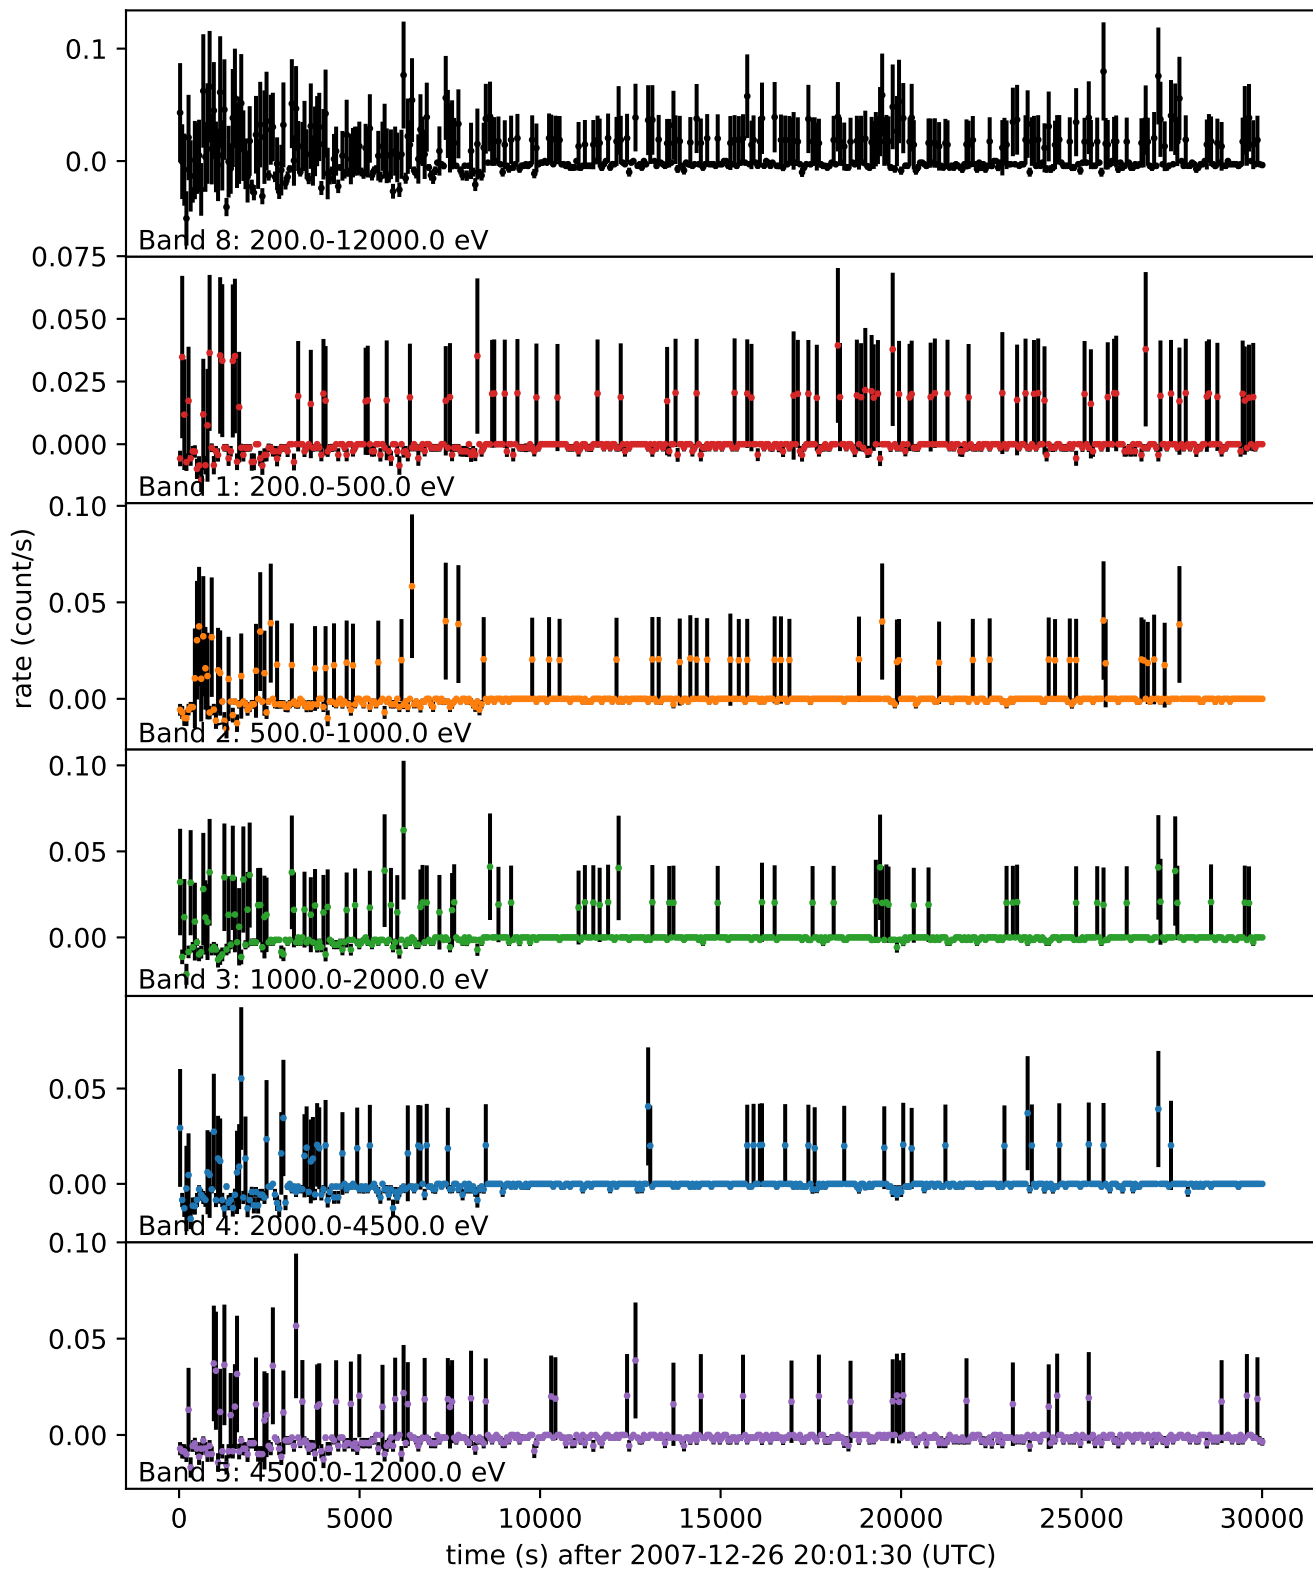 0.1
0.0
Band 8: 200.0-12000.0 eV
0.075
0.050
0.025
0.000
Band 1: 200.0-500.0 eV
0.10
0.05
0.00
Band 2: 500.0-1000.0 eV
rate (count/s)
0.10
0.05
0.00
Band 3: 1000.0-2000.0 eV
0.05
0.00
Band 4: 2000.0-4500.0 eV
0.10
0.05
0.00
Band 5: 4500.0-12000.0 eV
0 5000 10000 15000 20000 25000 30000
time (s) after 2007-12-26 20:01:30 (UTC)